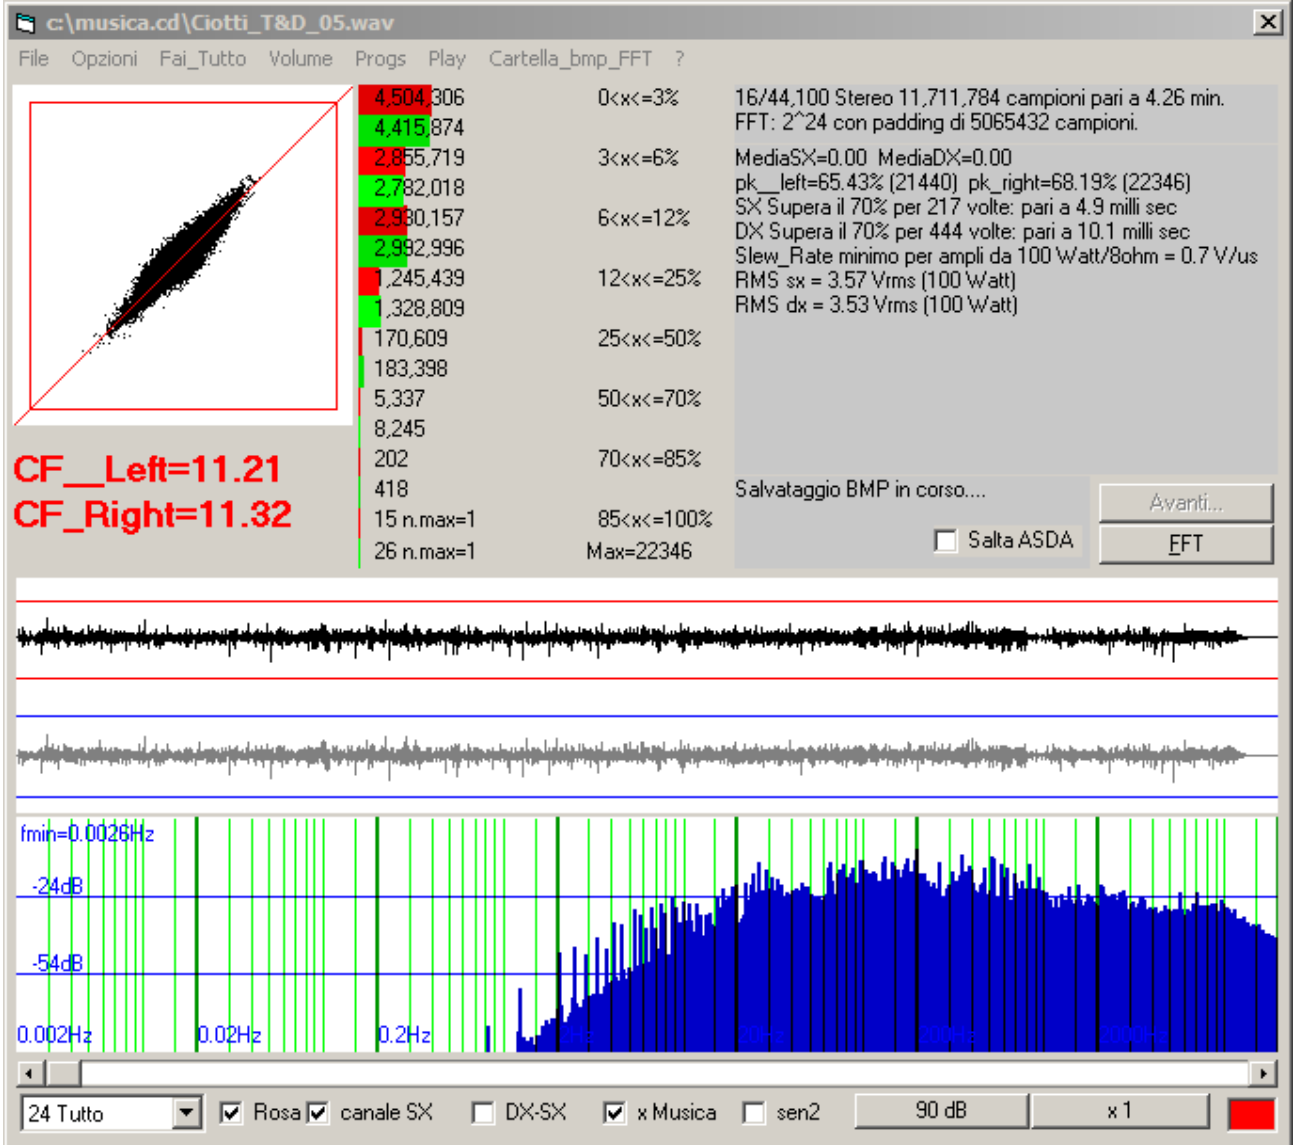 c:\musica.cd\Ciotti_T&D_05.wav
File Opzioni Fai_Tutto Volume Progs Play Cartella_bmp_FFT ?
4,504,306 0<x<=3%
4,415,874
2,855,719 3<x<=6%
2,782,018
2,930,157 6<x<=12%
2,992,996
1,245,439 12<x<=25%
1,328,809
170,609 25<x<=50%
183,398
5,337 50<x<=70%
8,245
202 70<x<=85%
418
15 n.max=1 85<x<=100%
26 n.max=1 Max=22346
16/44,100 Stereo 11,711,784 campioni pari a 4.26 min.
FFT: 2^24 con padding di 5065432 campioni.
MediaSX=0.00 MediaDX=0.00
pk__left=65.43% (21440) pk_right=68.19% (22346)
SX Supera il 70% per 217 volte: pari a 4.9 milli sec
DX Supera il 70% per 444 volte: pari a 10.1 milli sec
Slew_Rate minimo per ampli da 100 Watt/8ohm = 0.7 V/us
RMS sx = 3.57 Vrms (100 Watt)
RMS dx = 3.53 Vrms (100 Watt)
CF__Left=11.21
CF_Right=11.32
Salvataggio BMP in corso....
Salta ASDA
Avanti...
FFT
fmin=0.0026Hz
-24dB
-54dB
0.002Hz 0.02Hz 0.2Hz 2Hz 20Hz 200Hz 2000Hz
24 Tutto Rosa canale SX DX-SX x Musica sen2 90 dB x 1